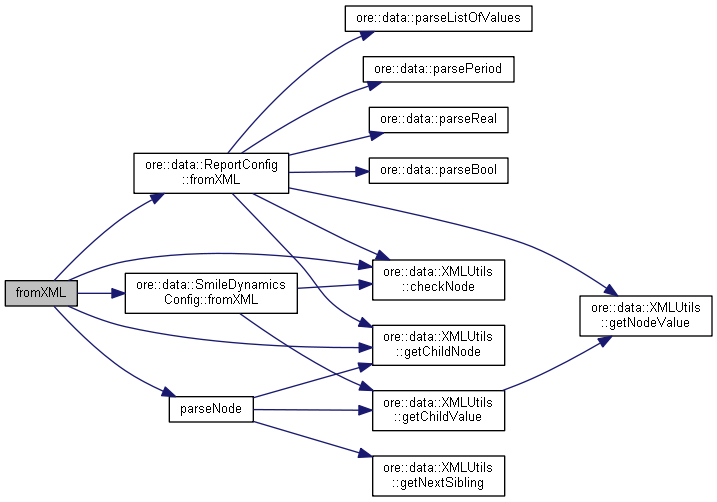 ore::data::parseListOfValues
ore::data::parsePeriod
ore::data::parseReal
ore::data::ReportConfig
::fromXML
ore::data::parseBool
ore::data::XMLUtils
::checkNode
fromXML
ore::data::SmileDynamics
Config::fromXML
ore::data::XMLUtils
::getNodeValue
ore::data::XMLUtils
::getChildNode
parseNode
ore::data::XMLUtils
::getChildValue
ore::data::XMLUtils
::getNextSibling